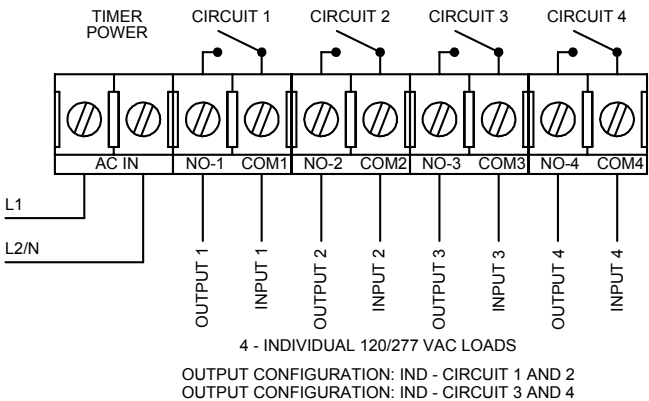 TIMER
POWER
CIRCUIT 1
CIRCUIT 2
CIRCUIT 3
CIRCUIT 4
AC IN
NO-1
COM1
NO-2
COM2
NO-3
COM3
NO-4
COM4
L1
L2/N
OUTPUT 1
INPUT 1
OUTPUT 2
INPUT 2
OUTPUT 3
INPUT 3
OUTPUT 4
INPUT 4
4 - INDIVIDUAL 120/277 VAC LOADS
OUTPUT CONFIGURATION: IND - CIRCUIT 1 AND 2
OUTPUT CONFIGURATION: IND - CIRCUIT 3 AND 4